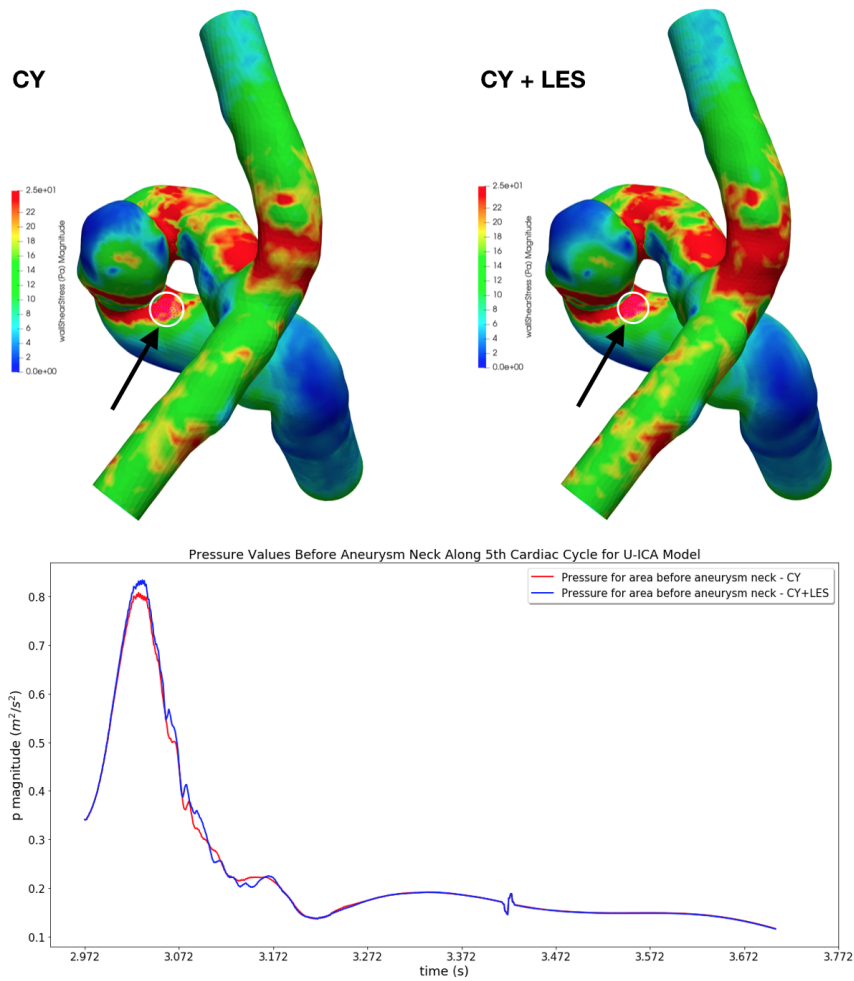 CY
CY + LES
2.5e+01
22
20
18
16
14
12
10
8
6
4
2
0.0e+00
wallShearStress (Pa) Magnitude
2.5e+01
22
20
18
16
14
12
10
8
6
4
2
0.0e+00
wallShearStress (Pa) Magnitude
Pressure Values Before Aneurysm Neck Along 5th Cardiac Cycle for U-ICA Model
Pressure for area before aneurysm neck - CY
Pressure for area before aneurysm neck - CY+LES
p magnitude (m²/s²)
0.8
0.7
0.6
0.5
0.4
0.3
0.2
0.1
2.972 3.072 3.172 3.272 3.372 3.472 3.572 3.672 3.772
time (s)